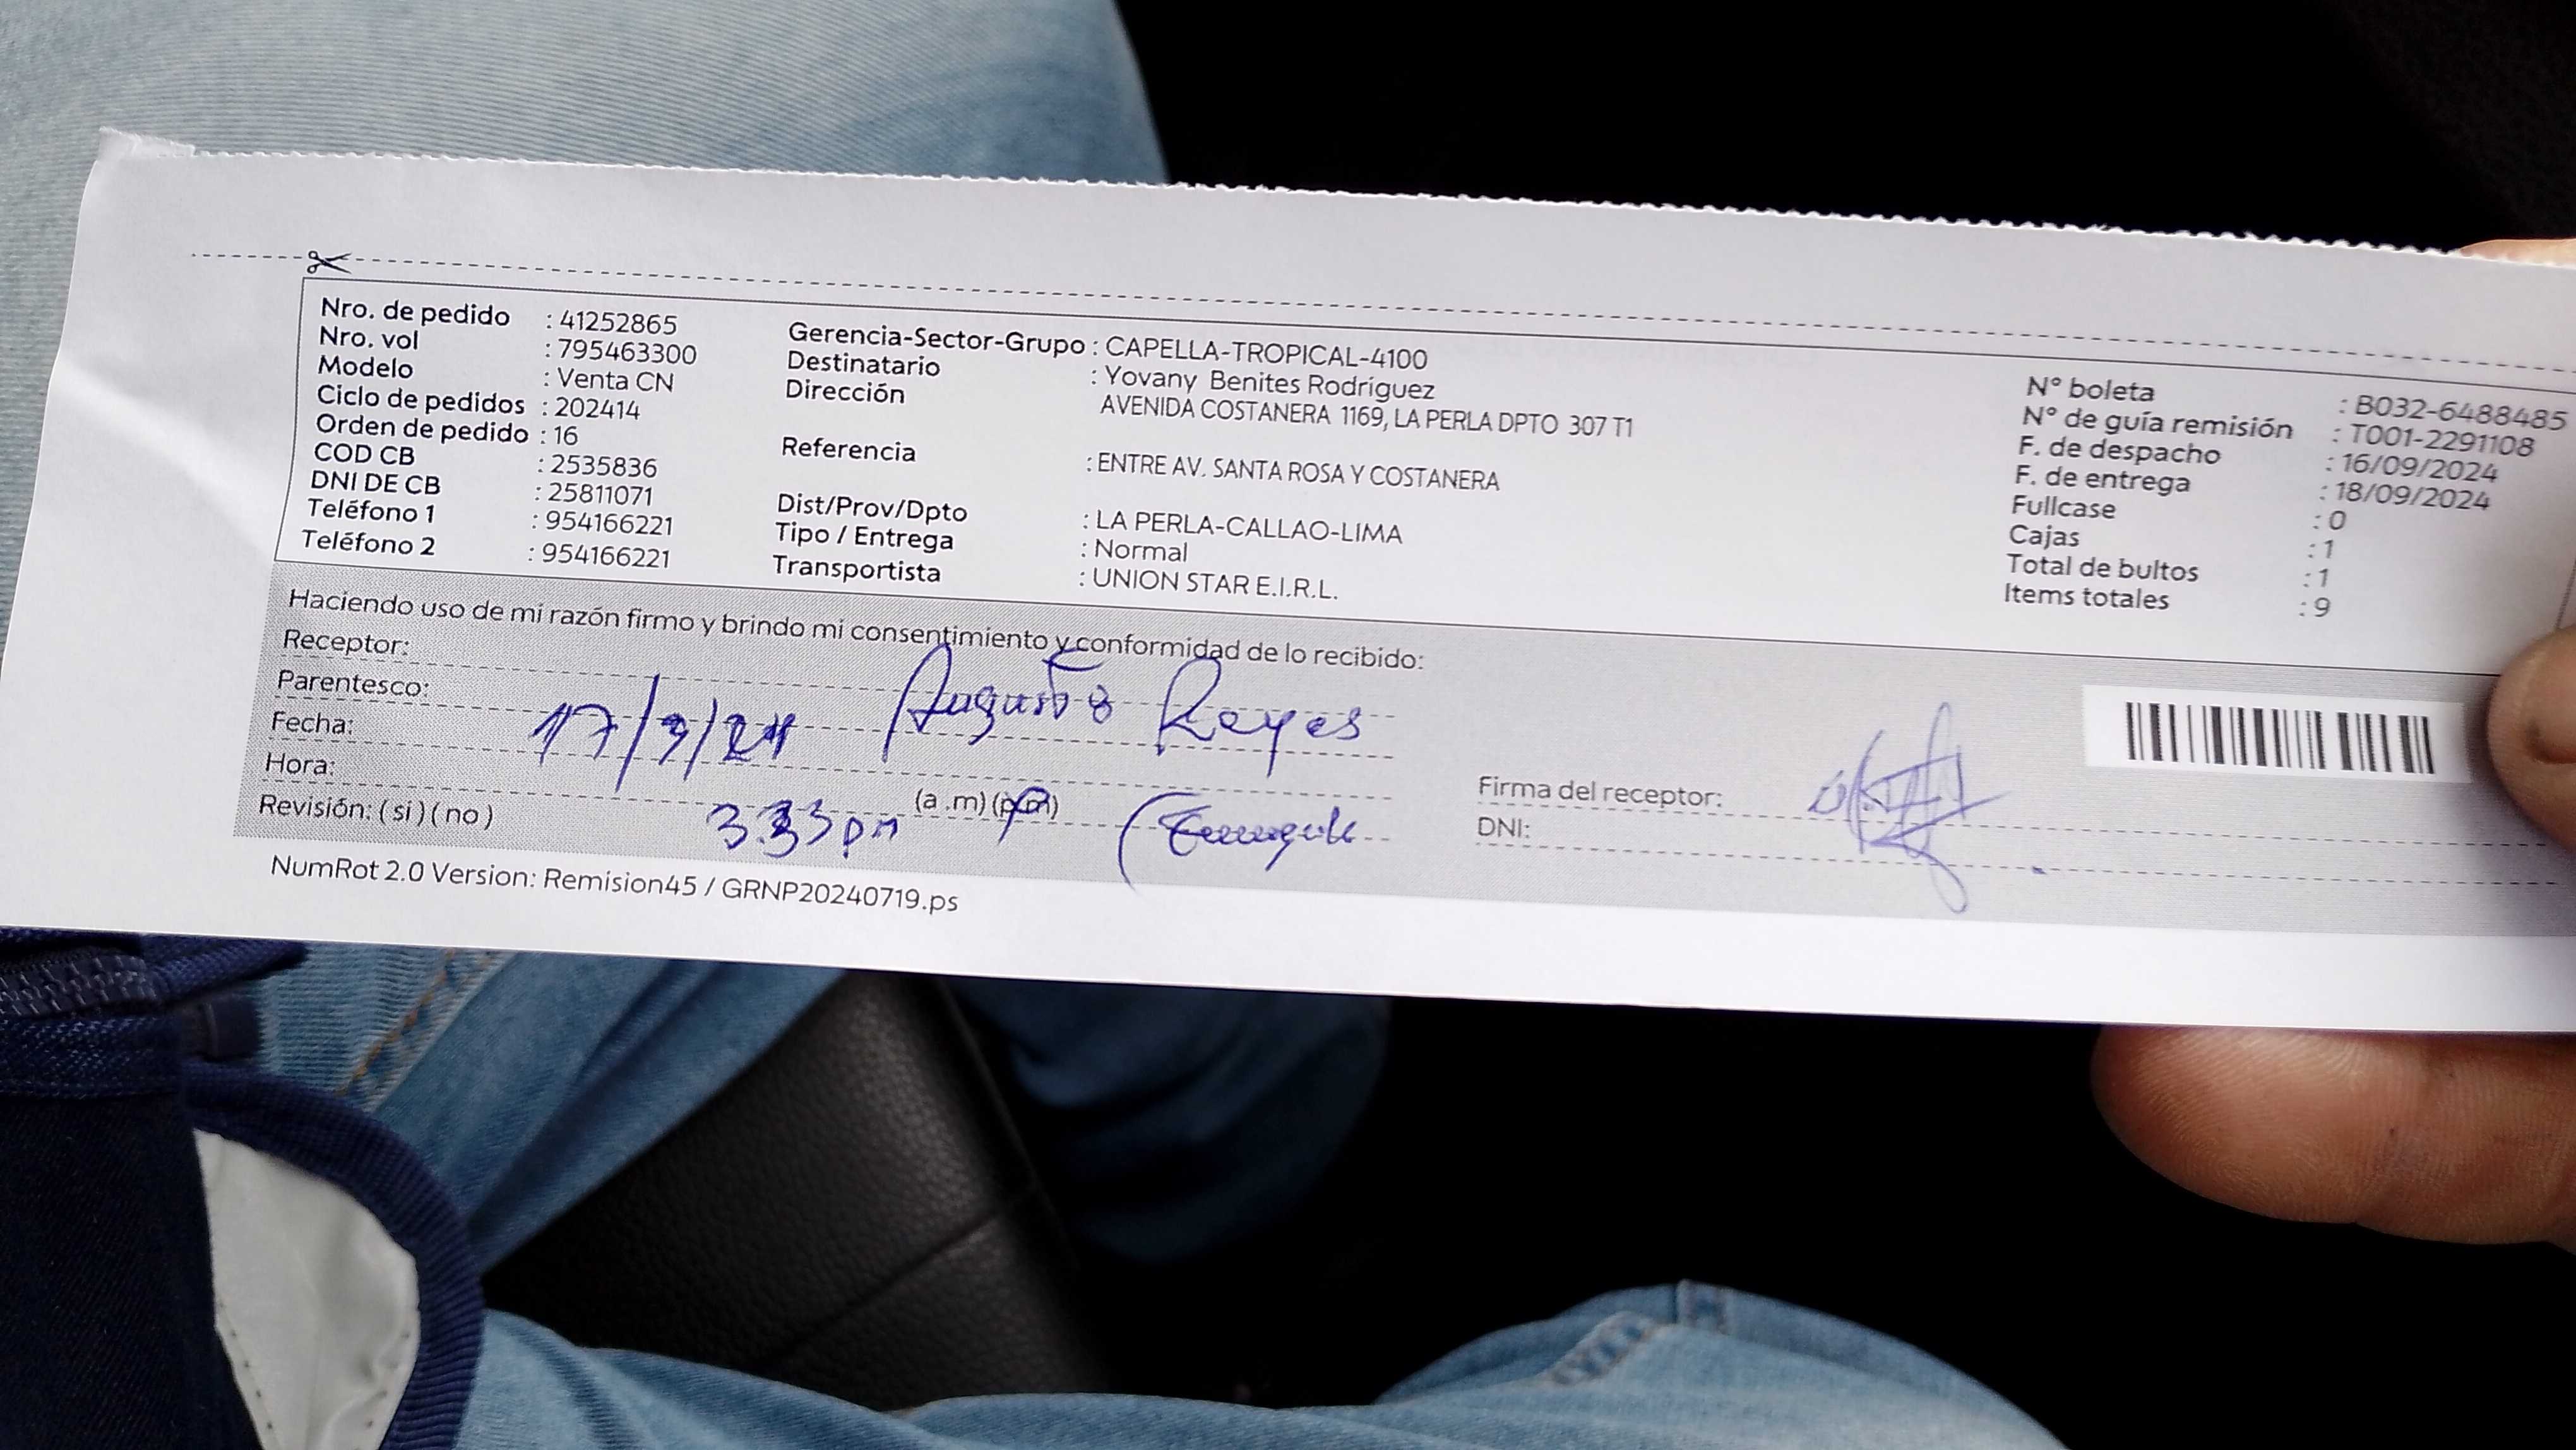 Nro. de pedido : 41252865
Nro. vol : 795463300
Modelo : Venta CN
Ciclo de pedidos : 202414
Orden de pedido : 16
COD CB : 2535836
DNI DE CB : 25811071
Teléfono 1 : 954166221
Teléfono 2 : 954166221
Gerencia-Sector-Grupo : CAPELLA-TROPICAL-4100
Destinatario : Yovany Benites Rodríguez
Dirección AVENIDA COSTANERA 1169, LA PERLA DPTO 307 T1
Referencia : ENTRE AV. SANTA ROSA Y COSTANERA
Dist/Prov/Dpto : LA PERLA-CALLAO-LIMA
Tipo / Entrega : Normal
Transportista : UNION STAR E.I.R.L.
N° boleta : B032-6488485
N° de guía remisión : T001-2291108
F. de despacho : 16/09/2024
F. de entrega : 18/09/2024
Fullcase : 0
Cajas : 1
Total de bultos : 1
Items totales : 9
Haciendo uso de mi razón firmo y brindo mi consentimiento y conformidad de lo recibido:
Receptor:
Parentesco: Augusto Reyes
Fecha: 17/9/24
Hora: (a .m) (p.m)
Revisión: ( si ) ( no ) 3:33 pm
Firma del receptor:
DNI:
NumRot 2.0 Version: Remision45 / GRNP20240719.ps